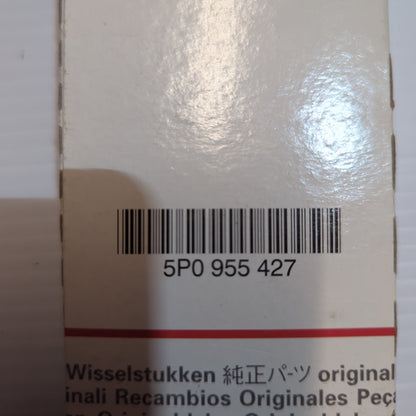 5P0 955 427
Wisselstukken 純正パーツ original
inali Recambios Originales Peça